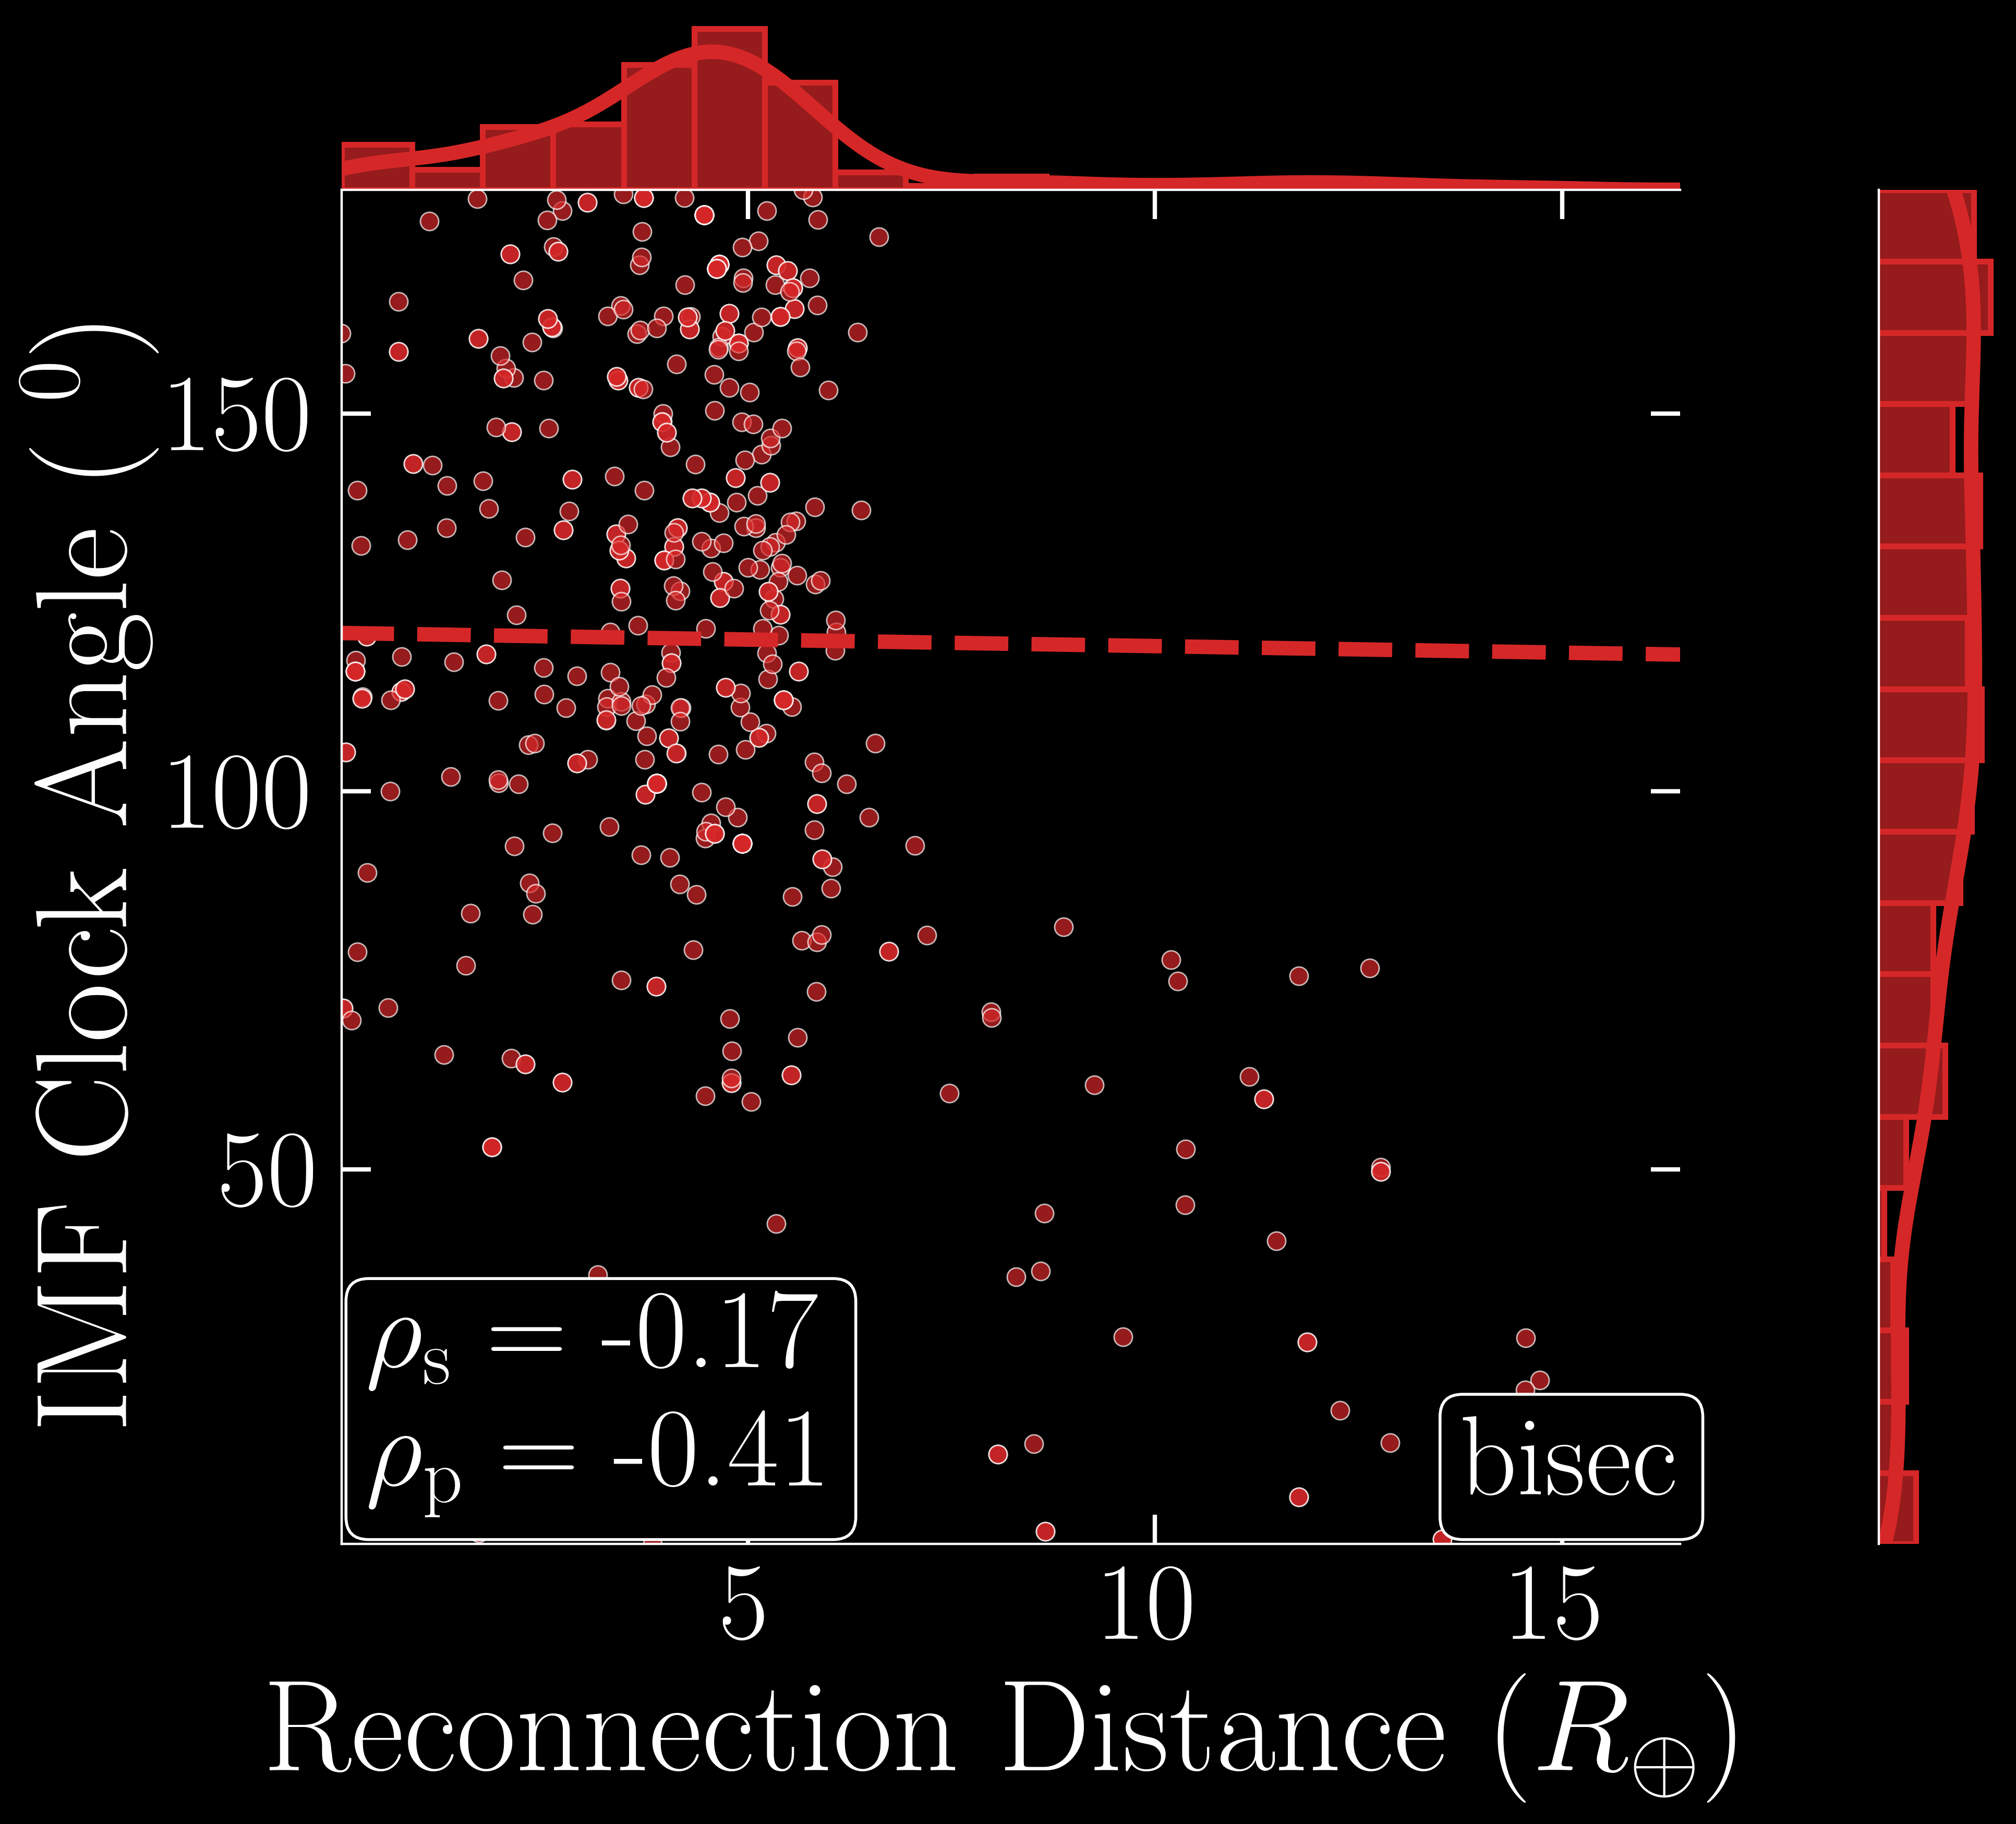 IMF Clock Angle (⁰)
150
100
50
ρs = -0.17
ρp = -0.41
bisec
5 10 15
Reconnection Distance (R⊕)